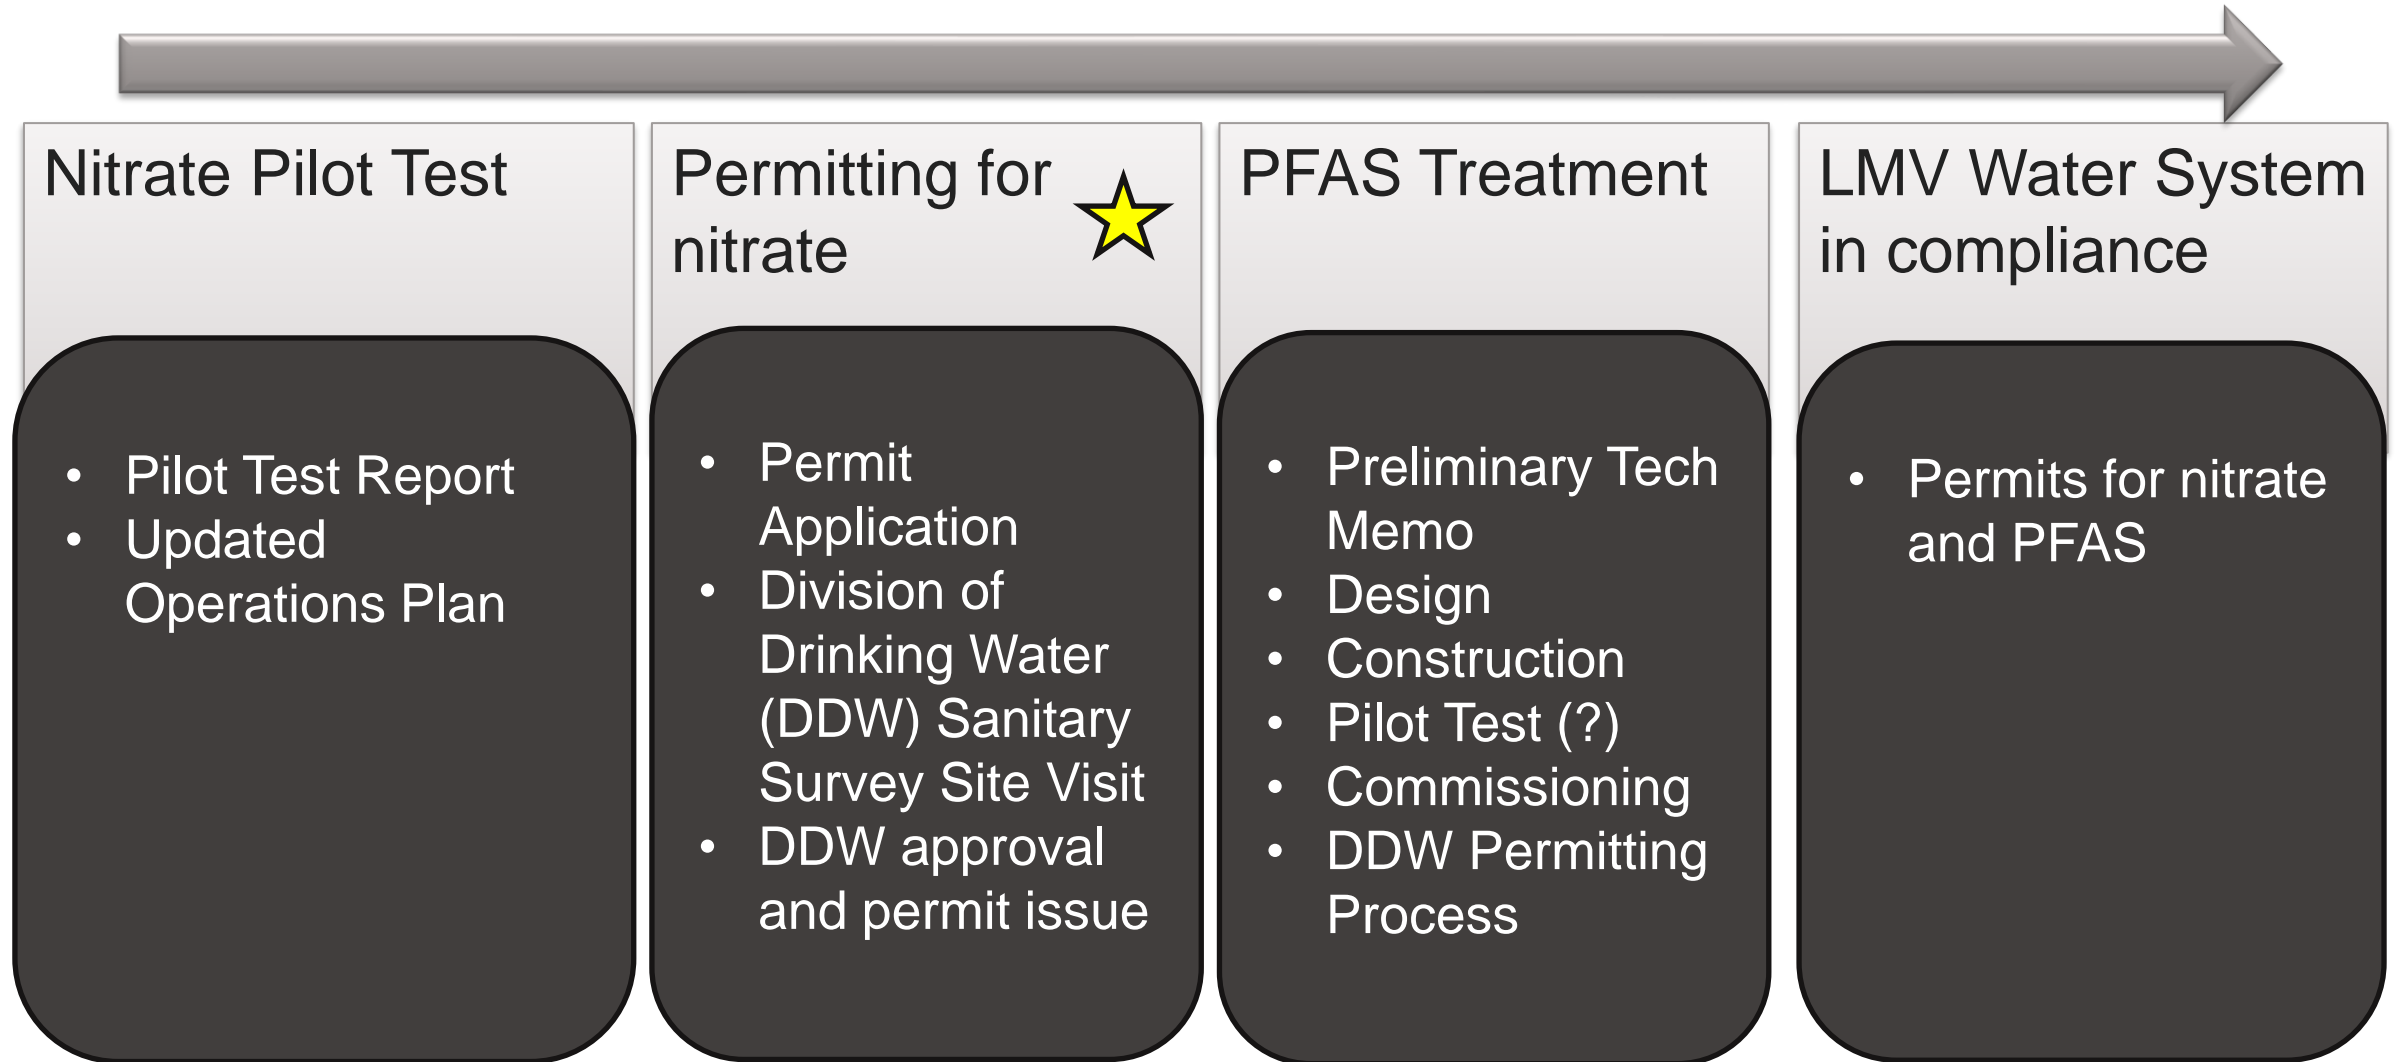 Nitrate Pilot Test
• Pilot Test Report
• Updated
Operations Plan
Permitting for
nitrate
• Permit
Application
• Division of
Drinking Water
(DDW) Sanitary
Survey Site Visit
• DDW approval
and permit issue
PFAS Treatment
• Preliminary Tech
Memo
• Design
• Construction
• Pilot Test (?)
• Commissioning
• DDW Permitting
Process
LMV Water System
in compliance
• Permits for nitrate
and PFAS